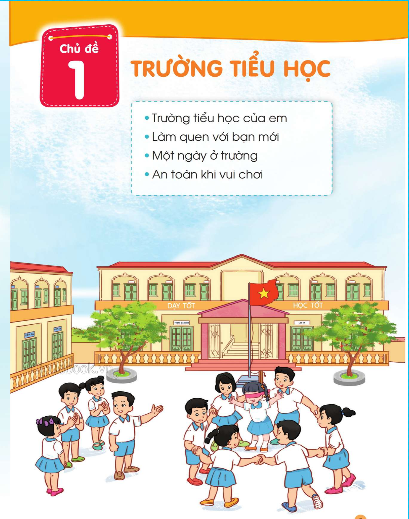 Chủ đề
1
TRƯỜNG TIỂU HỌC
• Trường tiểu học của em
• Làm quen với bạn mới
• Một ngày ở trường
• An toàn khi vui chơi
DẠY TỐT
HỌC TỐT